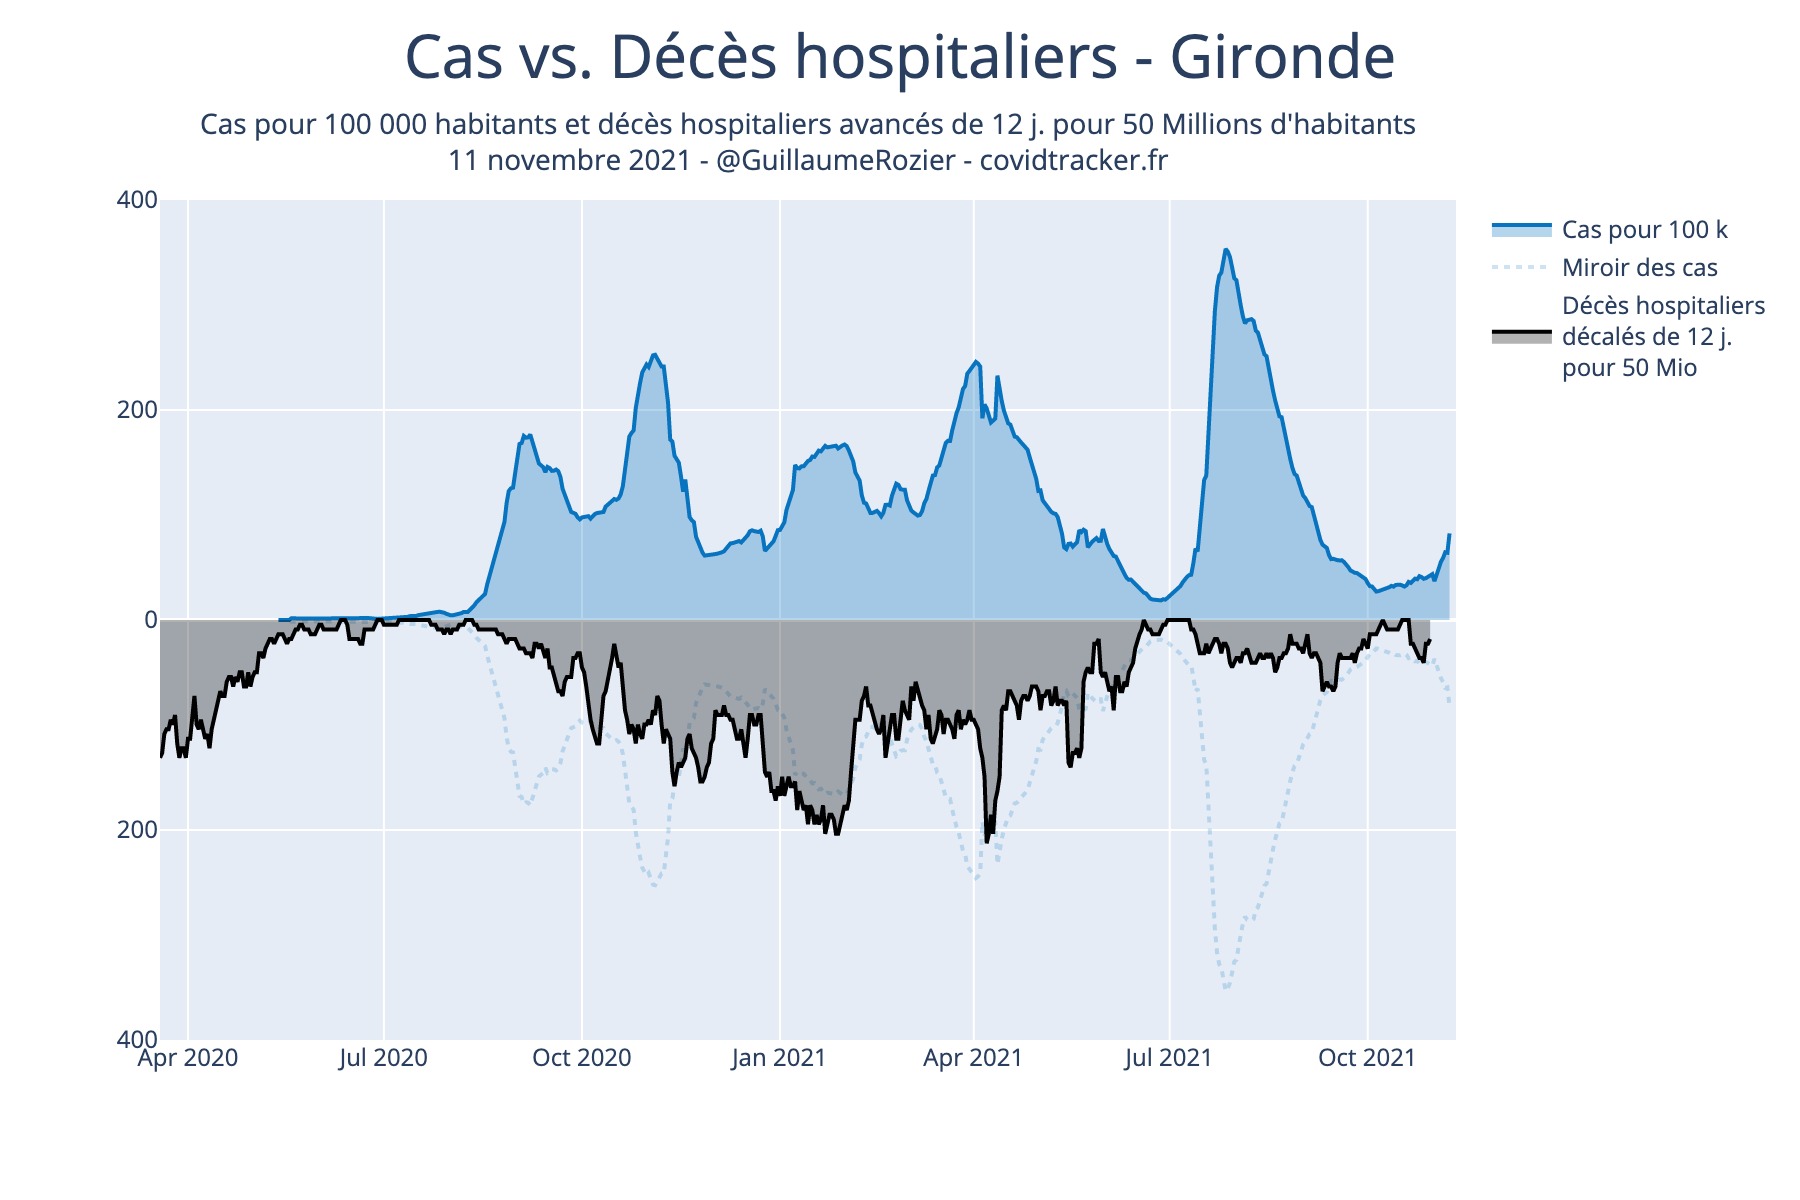 Cas vs. Décès hospitaliers - Gironde
Cas pour 100 000 habitants et décès hospitaliers avancés de 12 j. pour 50 Millions d'habitants
11 novembre 2021 - @GuillaumeRozier - covidtracker.fr
400
200
0
200
400
Apr 2020
Jul 2020
Oct 2020
Jan 2021
Apr 2021
Jul 2021
Oct 2021
Cas pour 100 k
Miroir des cas
Décès hospitaliers
décalés de 12 j.
pour 50 Mio